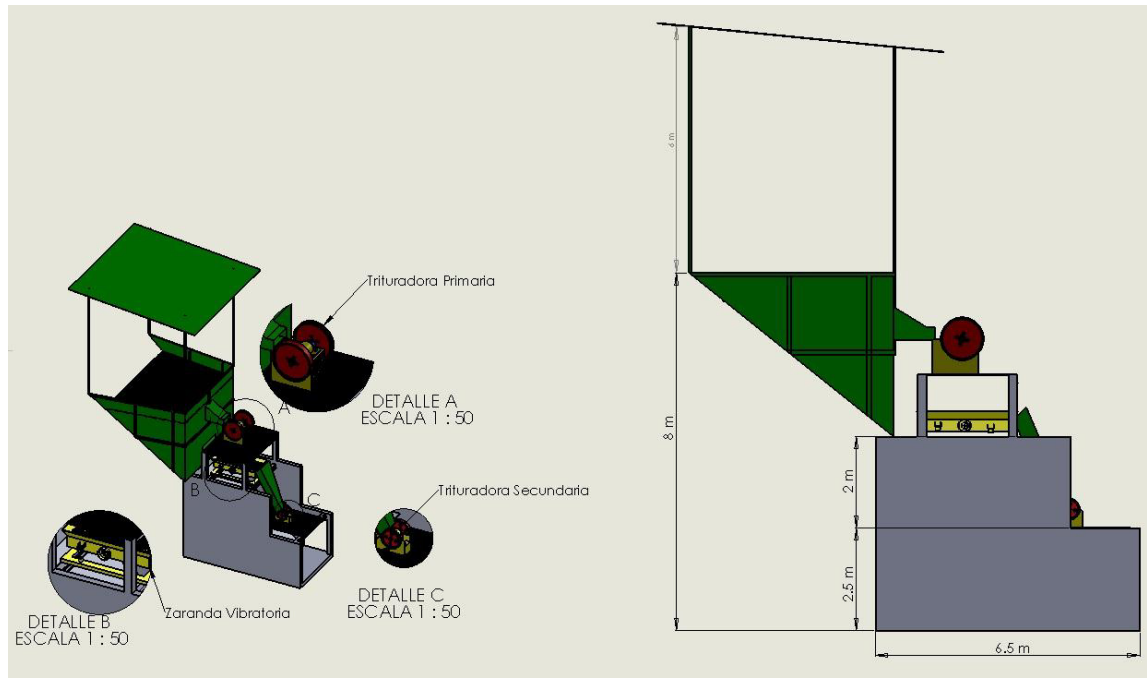 Trituradora Primaria
A
DETALLE A
ESCALA 1 : 50
B
C
Trituradora Secundaria
DETALLE B
ESCALA 1 : 50
Zaranda Vibratoria
DETALLE C
ESCALA 1 : 50
6 m
8 m
2 m
2.5 m
6.5 m